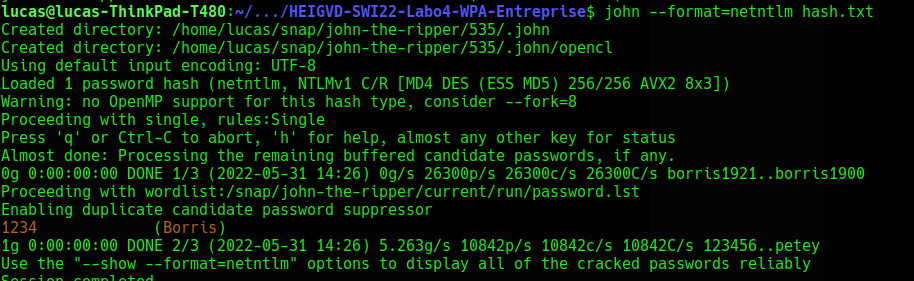 lucas@lucas-ThinkPad-T480:~/.../HEIGVD-SWI22-Labo4-WPA-Entreprise$ john --format=netntlm hash.txt
Created directory: /home/lucas/snap/john-the-ripper/535/.john
Created directory: /home/lucas/snap/john-the-ripper/535/.john/opencl
Using default input encoding: UTF-8
Loaded 1 password hash (netntlm, NTLMv1 C/R [MD4 DES (ESS MD5) 256/256 AVX2 8x3])
Warning: no OpenMP support for this hash type, consider --fork=8
Proceeding with single, rules:Single
Press 'q' or Ctrl-C to abort, 'h' for help, almost any other key for status
Almost done: Processing the remaining buffered candidate passwords, if any.
0g 0:00:00:00 DONE 1/3 (2022-05-31 14:26) 0g/s 26300p/s 26300c/s 26300C/s borris1921..borris1900
Proceeding with wordlist:/snap/john-the-ripper/current/run/password.lst
Enabling duplicate candidate password suppressor
1234             (Borris)
1g 0:00:00:00 DONE 2/3 (2022-05-31 14:26) 5.263g/s 10842p/s 10842c/s 10842C/s 123456..petey
Use the "--show --format=netntlm" options to display all of the cracked passwords reliably
Session completed